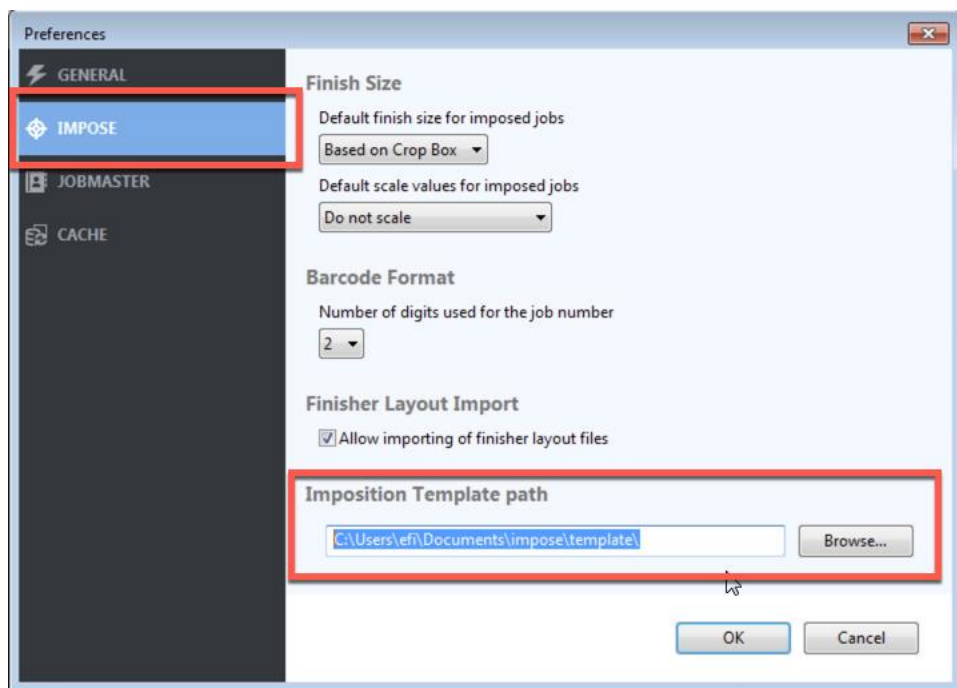 Preferences
GENERAL
IMPOSE
JOBMASTER
CACHE
Finish Size
Default finish size for imposed jobs
Based on Crop Box
Default scale values for imposed jobs
Do not scale
Barcode Format
Number of digits used for the job number
2
Finisher Layout Import
Allow importing of finisher layout files
Imposition Template path
C:\Users\efi\Documents\impose\template\
Browse...
OK
Cancel